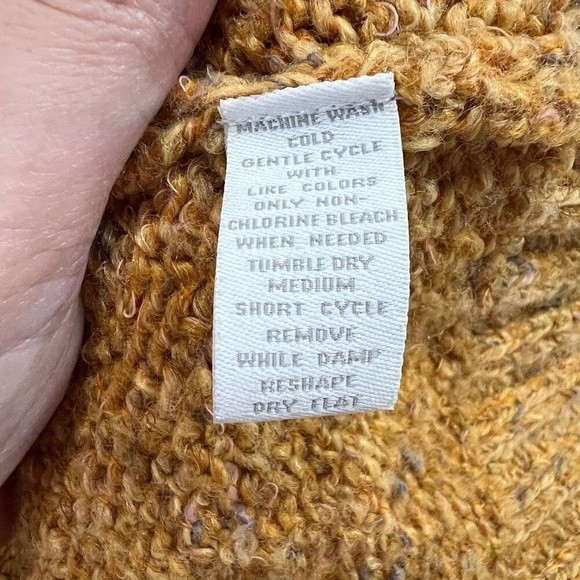 MACHINE WASH
COLD
GENTLE CYCLE
WITH
LIKE COLORS
ONLY NON-
CHLORINE BLEACH
WHEN NEEDED
TUMBLE DRY
MEDIUM
SHORT CYCLE
REMOVE
WHILE DAMP
RESHAPE
DRY FLAT